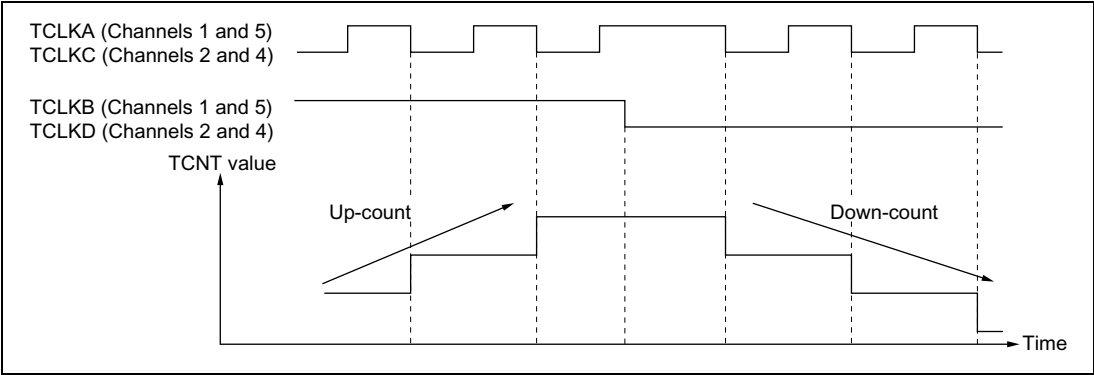 TCLKA (Channels 1 and 5)
TCLKC (Channels 2 and 4)
TCLKB (Channels 1 and 5)
TCLKD (Channels 2 and 4)
TCNT value
Up-count
Down-count
Time